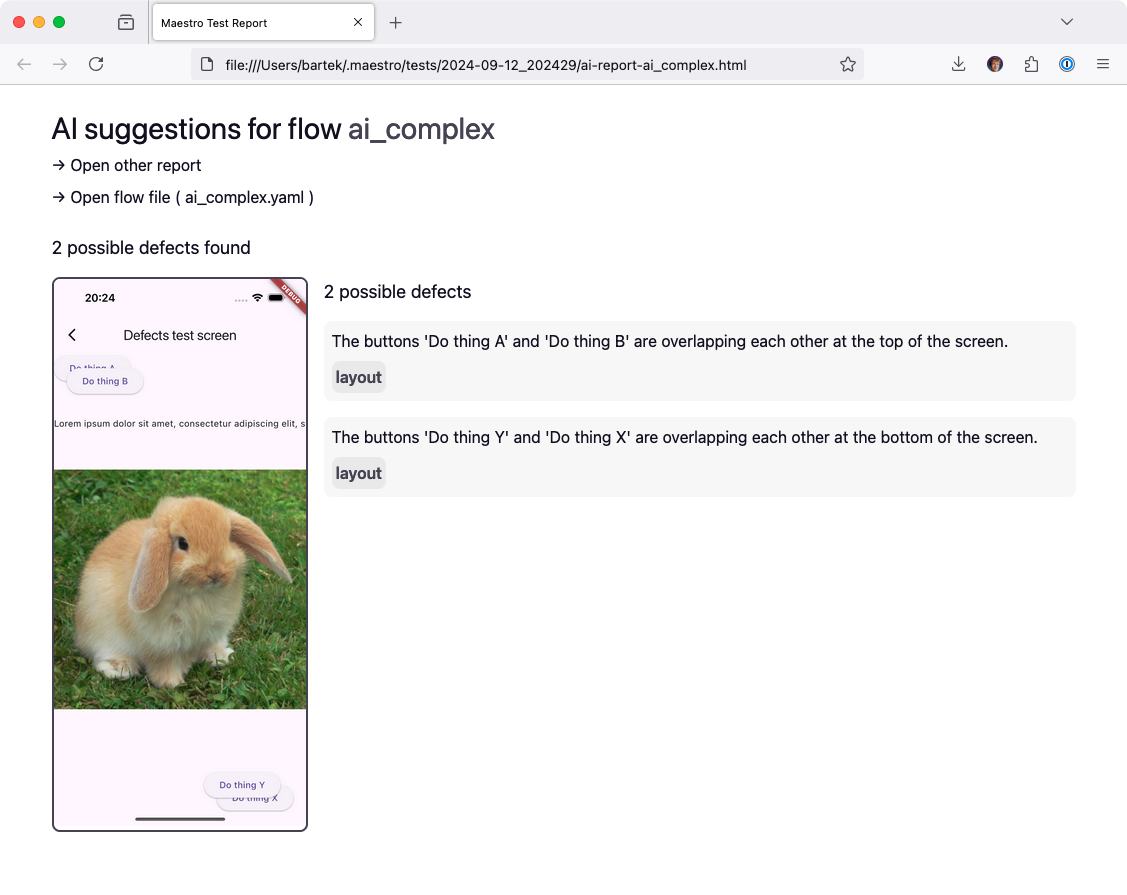 Maestro Test Report
file:///Users/bartek/.maestro/tests/2024-09-12_202429/ai-report-ai_complex.html
AI suggestions for flow ai_complex
→ Open other report
→ Open flow file ( ai_complex.yaml )
2 possible defects found
20:24
DEBUG
Defects test screen
Do thing A
Do thing B
Lorem ipsum dolor sit amet, consectetur adipiscing elit, s
Do thing Y
Do thing X
2 possible defects
The buttons 'Do thing A' and 'Do thing B' are overlapping each other at the top of the screen.
layout
The buttons 'Do thing Y' and 'Do thing X' are overlapping each other at the bottom of the screen.
layout